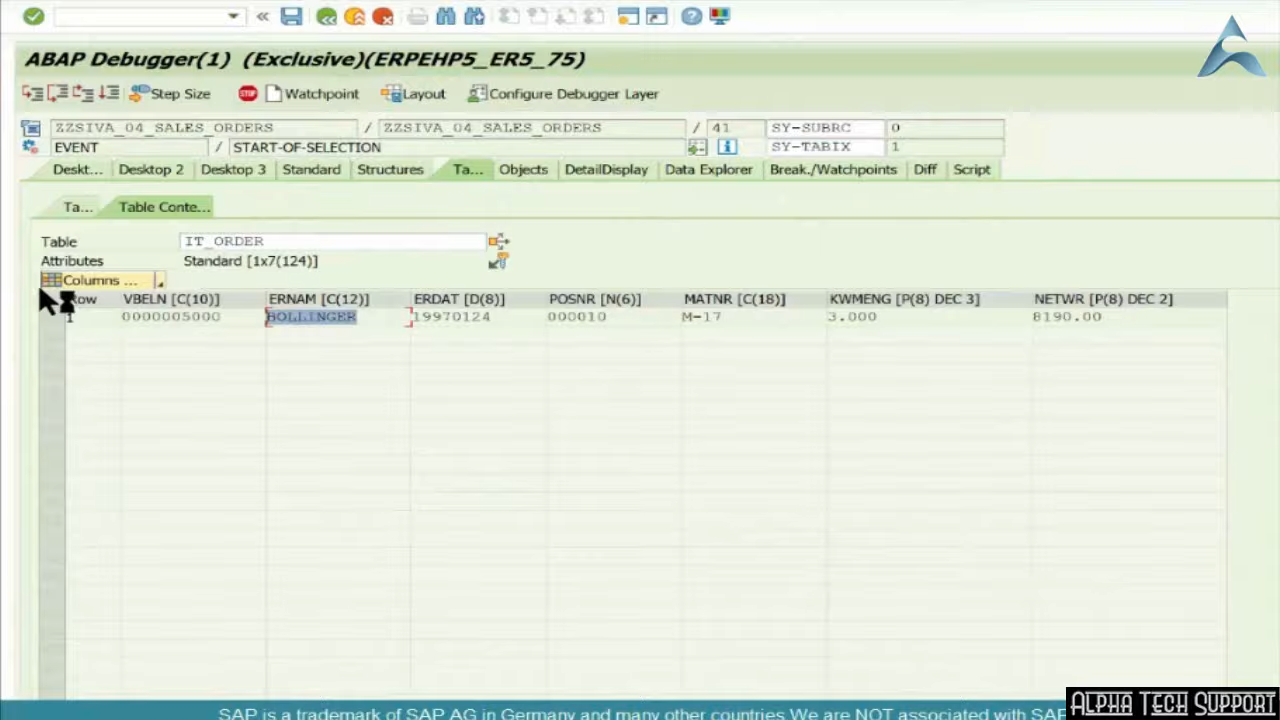 ABAP Debugger(1) (Exclusive)(ERPEHP5_ER5_75)
Step Size STOP Watchpoint Layout Configure Debugger Layer
ZZSIVA_04_SALES_ORDERS / ZZSIVA_04_SALES_ORDERS / 41 SY-SUBRC 0
EVENT / START-OF-SELECTION SY-TABIX 1
Deskt... Desktop 2 Desktop 3 Standard Structures Ta... Objects DetailDisplay Data Explorer Break./Watchpoints Diff Script
Ta... Table Conte...
Table IT_ORDER
Attributes Standard [1x7(124)]
Columns ...
Row VBELN [C(10)] ERNAM [C(12)] ERDAT [D(8)] POSNR [N(6)] MATNR [C(18)] KWMENG [P(8) DEC 3] NETWR [P(8) DEC 2]
1 0000005000 BOLLINGER 19970124 000010 M-17 3.000 8190.00
Alpha Tech Support
SAP is a trademark of SAP AG in Germany and many other countries We are NOT associated with SAP